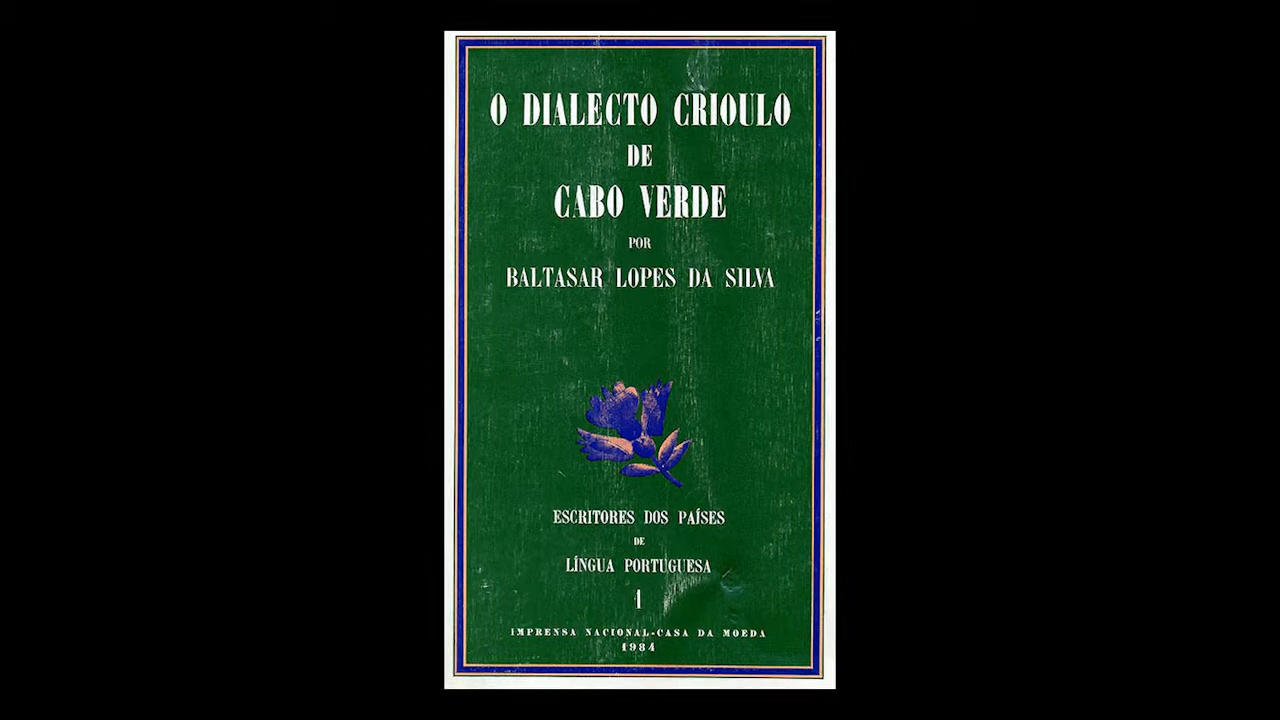 O DIALECTO CRIOULO
DE
CABO VERDE
POR
BALTASAR LOPES DA SILVA
ESCRITORES DOS PAÍSES
DE
LÍNGUA PORTUGUESA
1
IMPRENSA NACIONAL-CASA DA MOEDA
1984